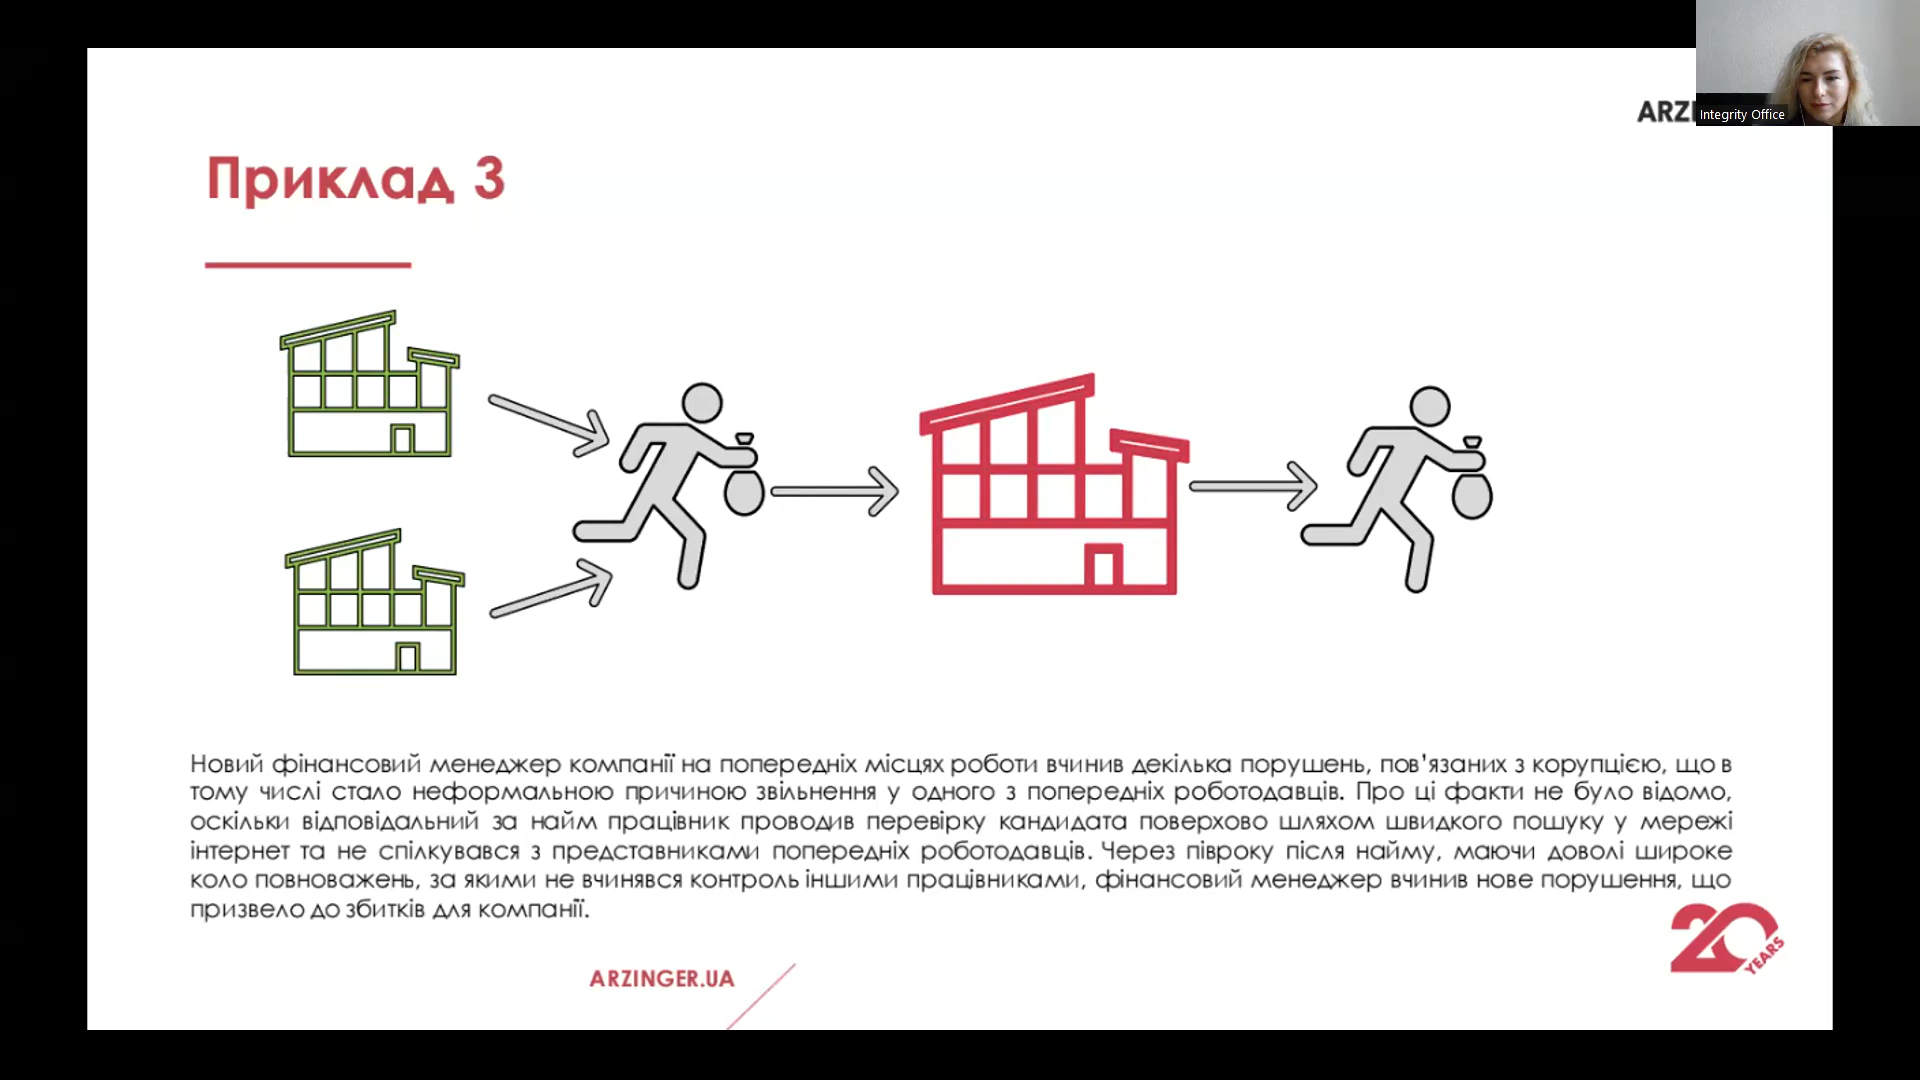 ARZI
Integrity Office
Приклад 3
Новий фінансовий менеджер компанії на попередніх місцях роботи вчинив декілька порушень, пов’язаних з корупцією, що в
тому числі стало неформальною причиною звільнення у одного з попередніх роботодавців. Про ці факти не було відомо,
оскільки відповідальний за найм працівник проводив перевірку кандидата поверхово шляхом швидкого пошуку у мережі
інтернет та не спілкувався з представниками попередніх роботодавців. Через півроку після найму, маючи доволі широке
коло повноважень, за якими не вчинявся контроль іншими працівниками, фінансовий менеджер вчинив нове порушення, що
призвело до збитків для компанії.
20
YEARS
ARZINGER.UA